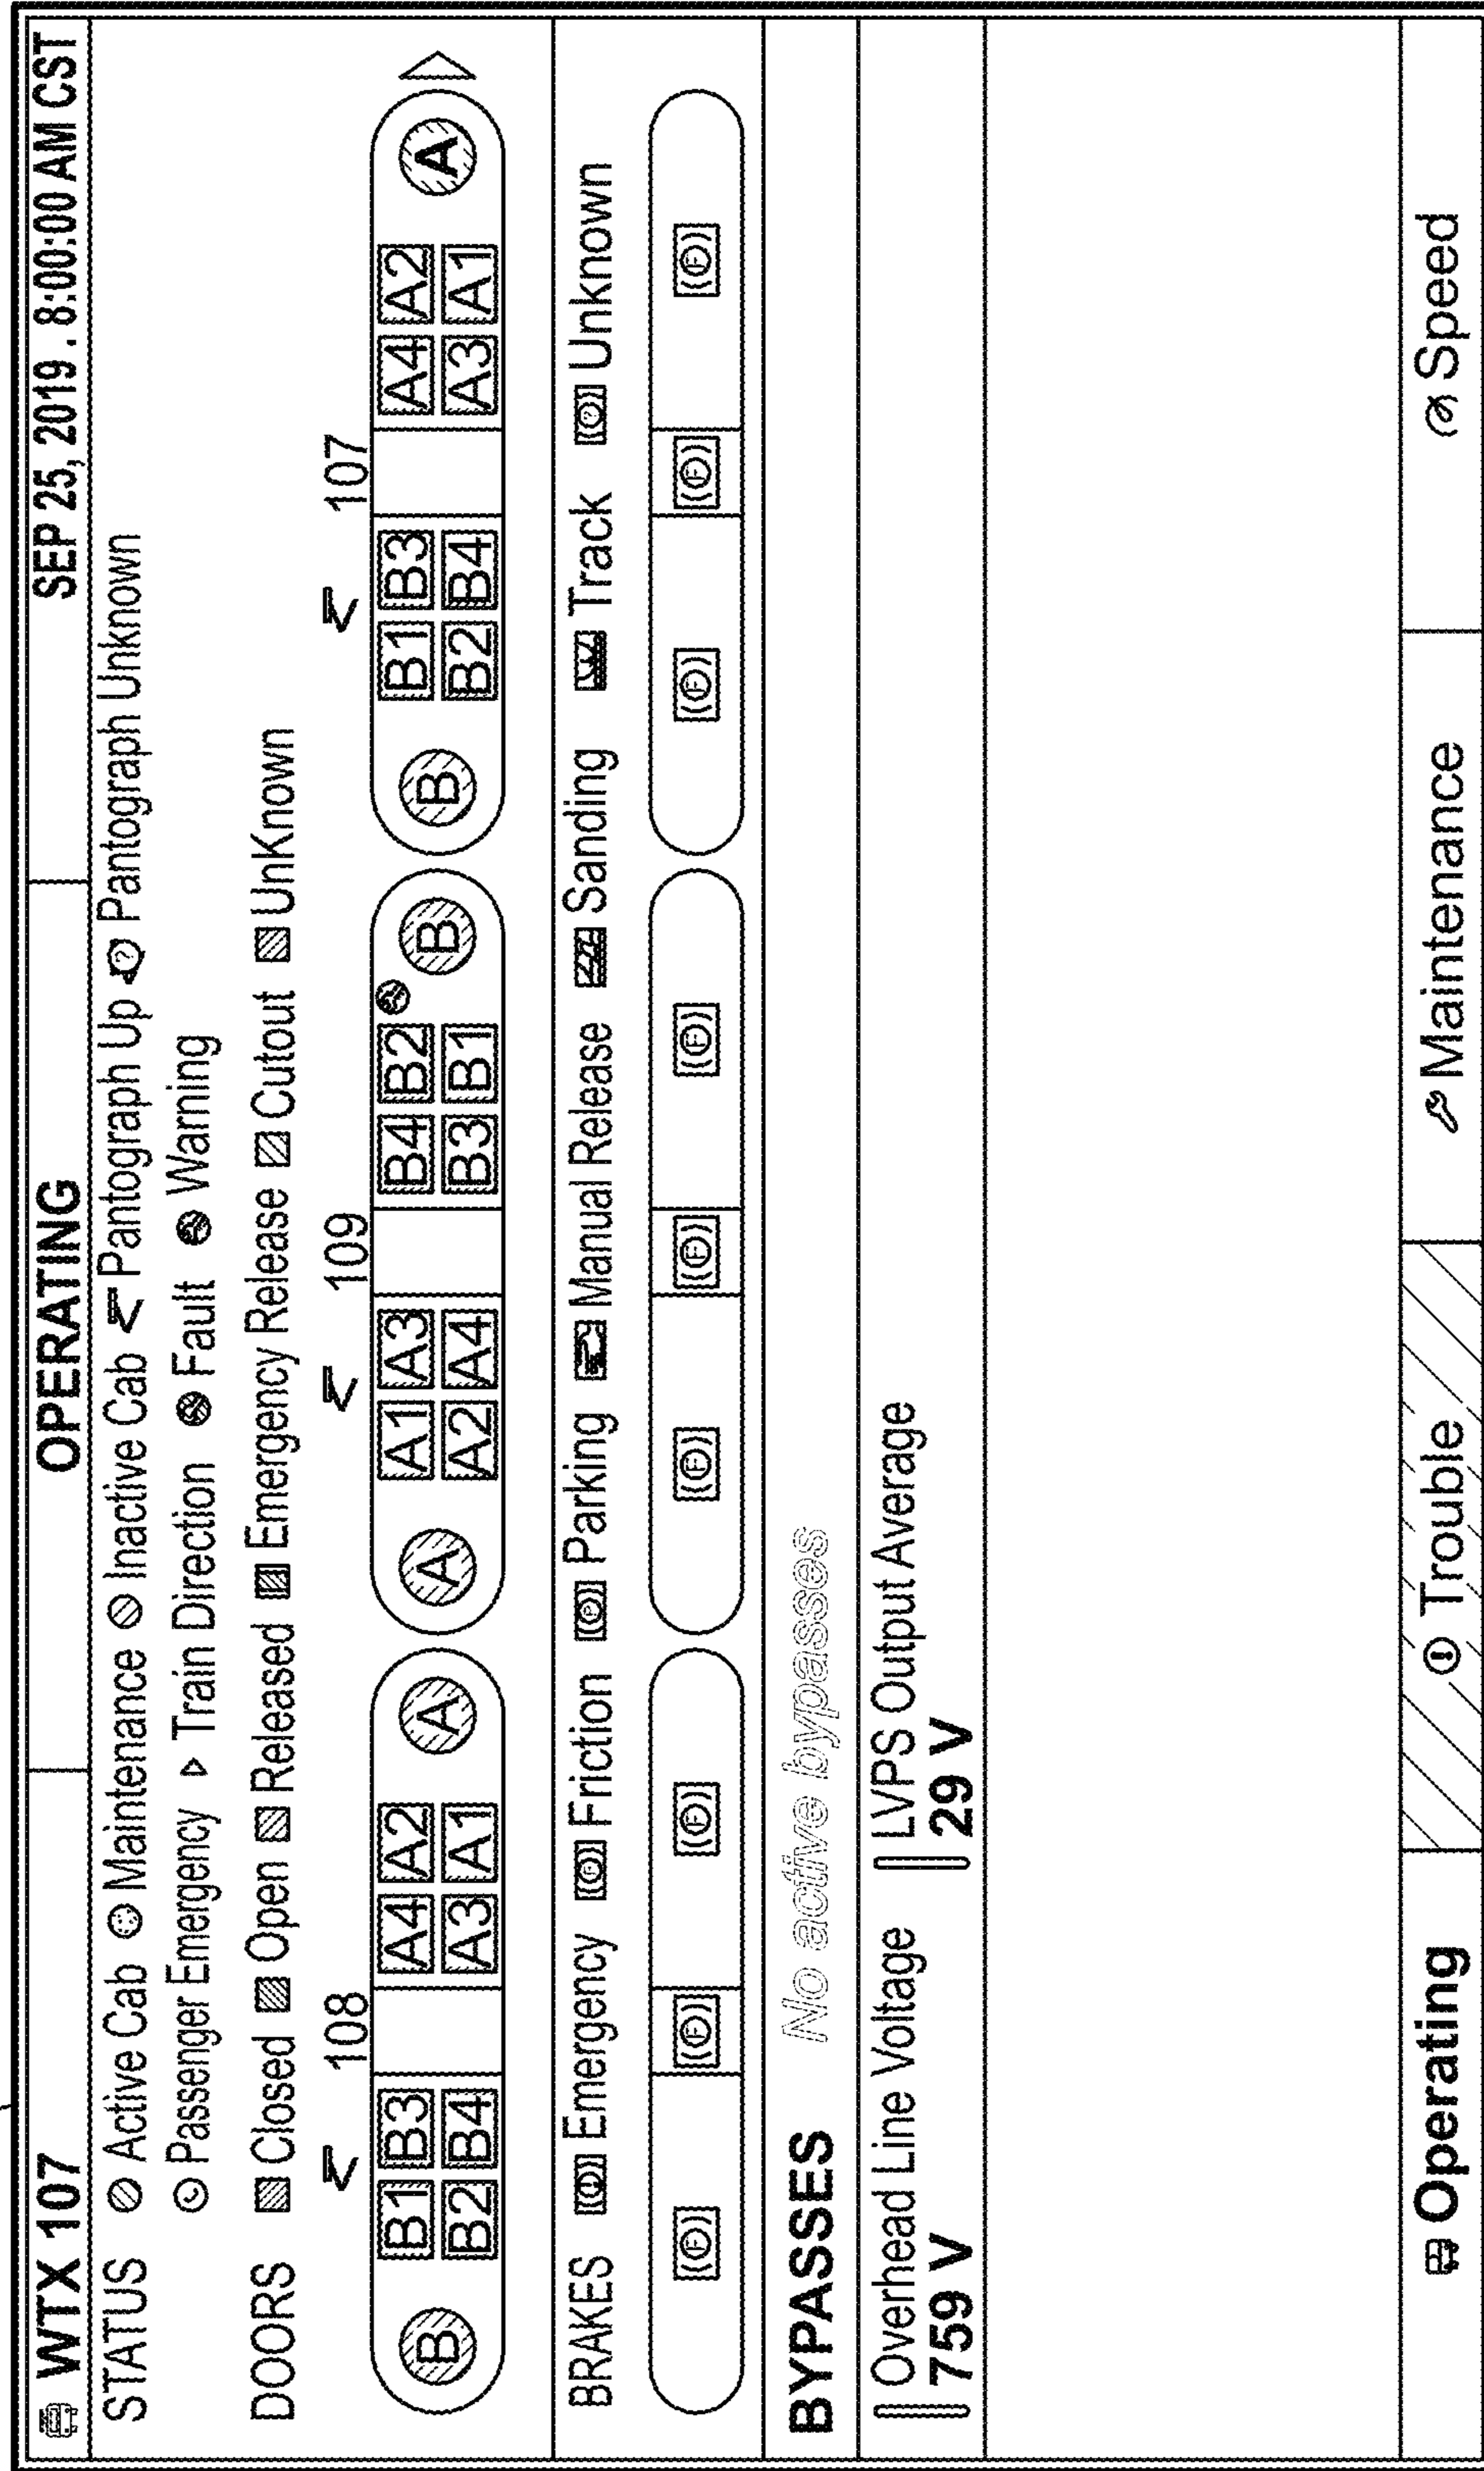 WTX 107 OPERATING SEP 25, 2019 . 8:00:00 AM CST
STATUS Active Cab Maintenance Inactive Cab Pantograph Up Pantograph Unknown
Passenger Emergency Train Direction Fault Warning
DOORS Closed Open Released Emergency Release Cutout UnKnown
108 109 107
B B1 B3 A4 A2 A A A1 A3 B4 B2 B B B1 B3 A4 A2 A
B2 B4 A3 A1 A2 A4 B3 B1 B2 B4 A3 A1
BRAKES Emergency Friction Parking Manual Release Sanding Track Unknown
((F)) ((F)) ((F)) ((F)) ((F)) ((F)) ((F)) ((F)) ((F))
BYPASSES No active bypasses
Overhead Line Voltage LVPS Output Average
759 V 29 V
Operating Trouble Maintenance Speed